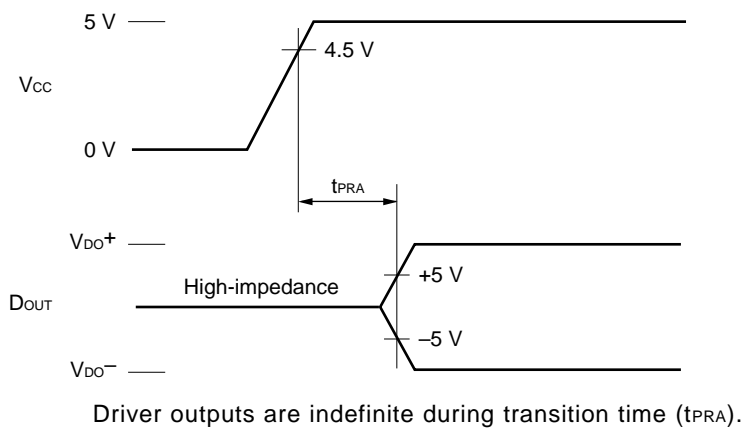 5 V
4.5 V
VCC
0 V
tPRA
VDO+
High-impedance
+5 V
DOUT
–5 V
VDO–
Driver outputs are indefinite during transition time (tPRA).